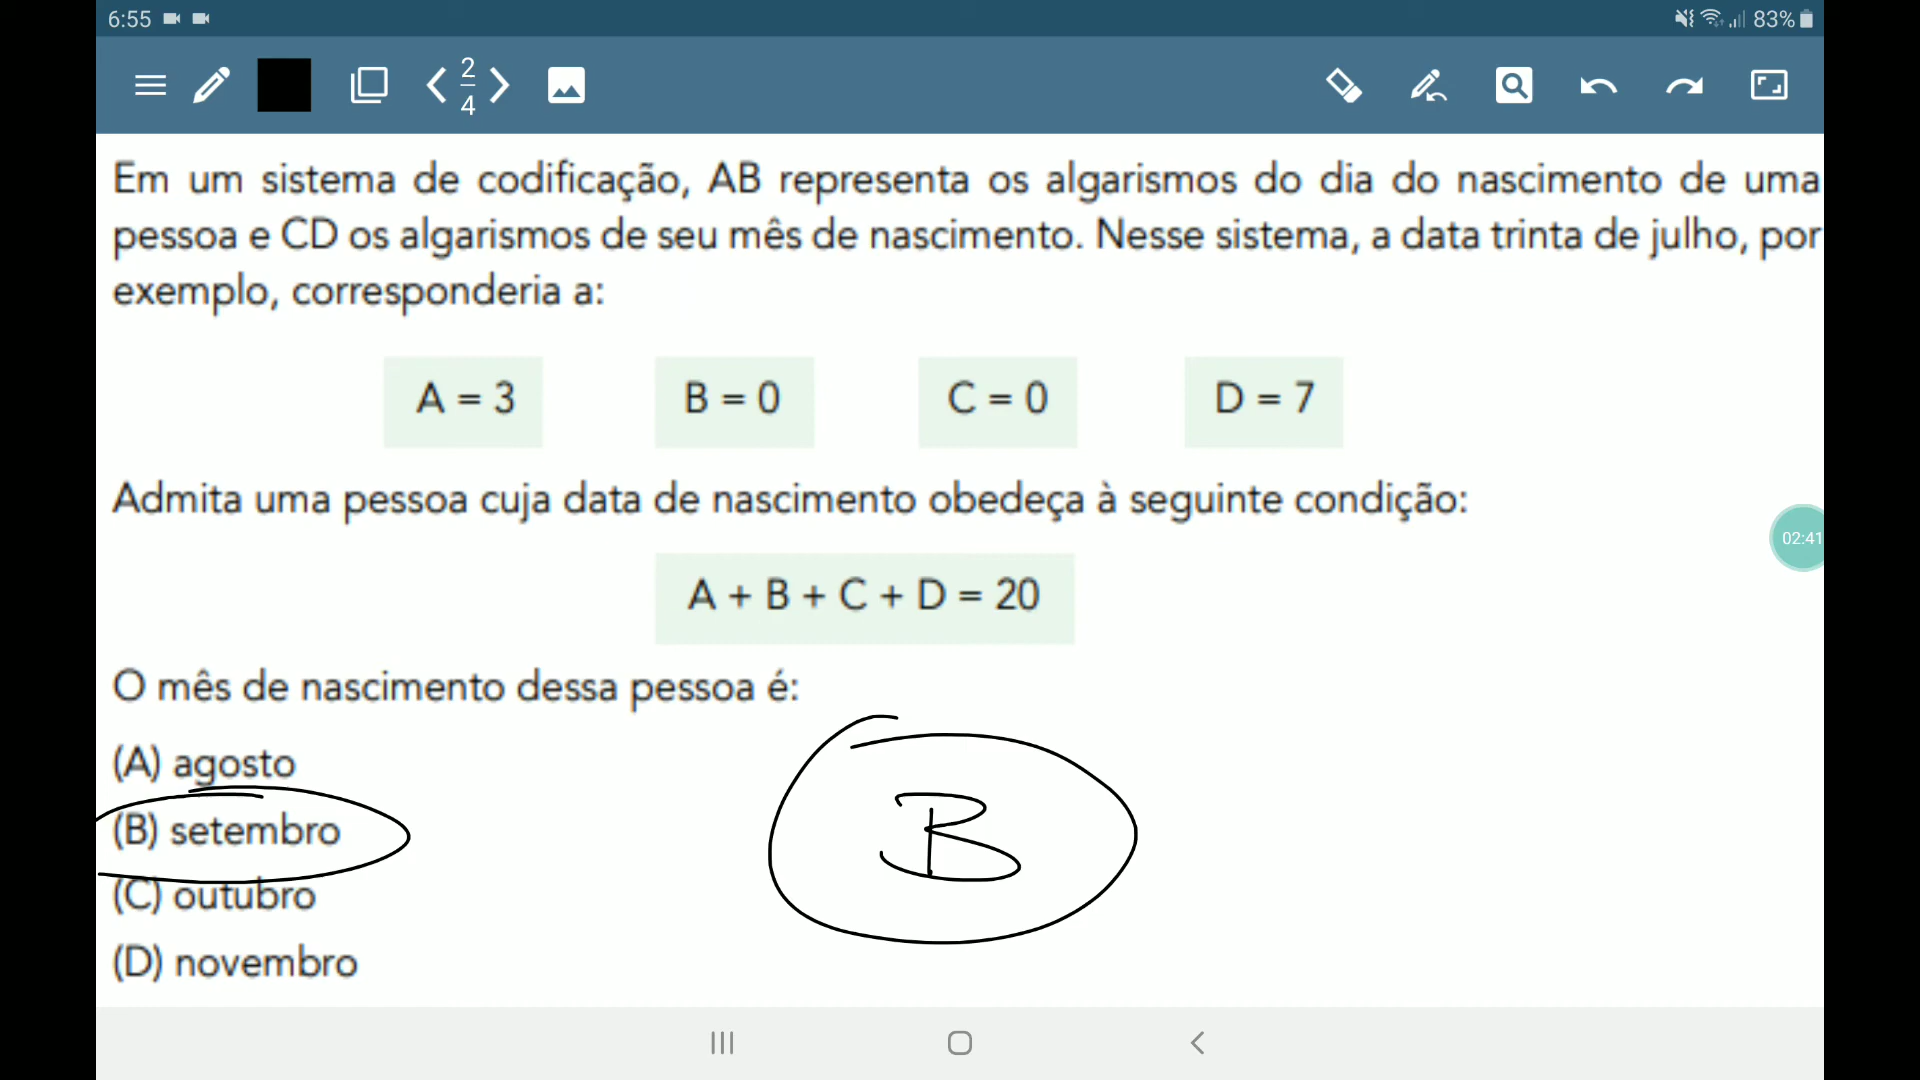 6:55
83%
2
4
Em um sistema de codificação, AB representa os algarismos do dia do nascimento de uma
pessoa e CD os algarismos de seu mês de nascimento. Nesse sistema, a data trinta de julho, por
exemplo, corresponderia a:
A = 3 B = 0 C = 0 D = 7
Admita uma pessoa cuja data de nascimento obedeça à seguinte condição:
02:41
A + B + C + D = 20
O mês de nascimento dessa pessoa é:
(A) agosto
(B) setembro
B
(C) outubro
(D) novembro